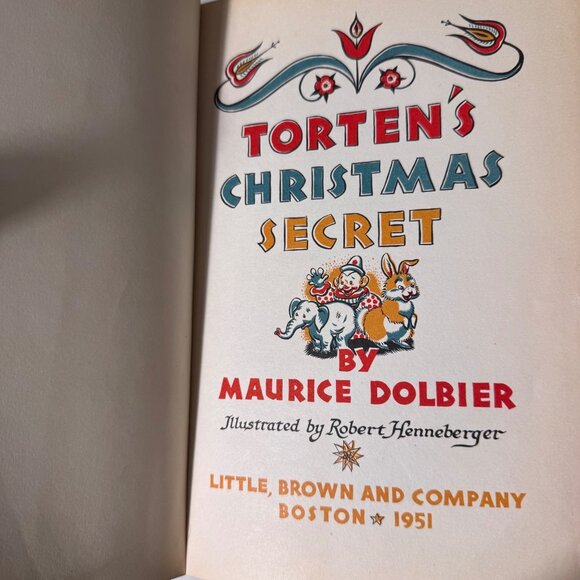 TORTEN'S
CHRISTMAS
SECRET
BY
MAURICE DOLBIER
Illustrated by Robert Henneberger
LITTLE, BROWN AND COMPANY
BOSTON ★ 1951